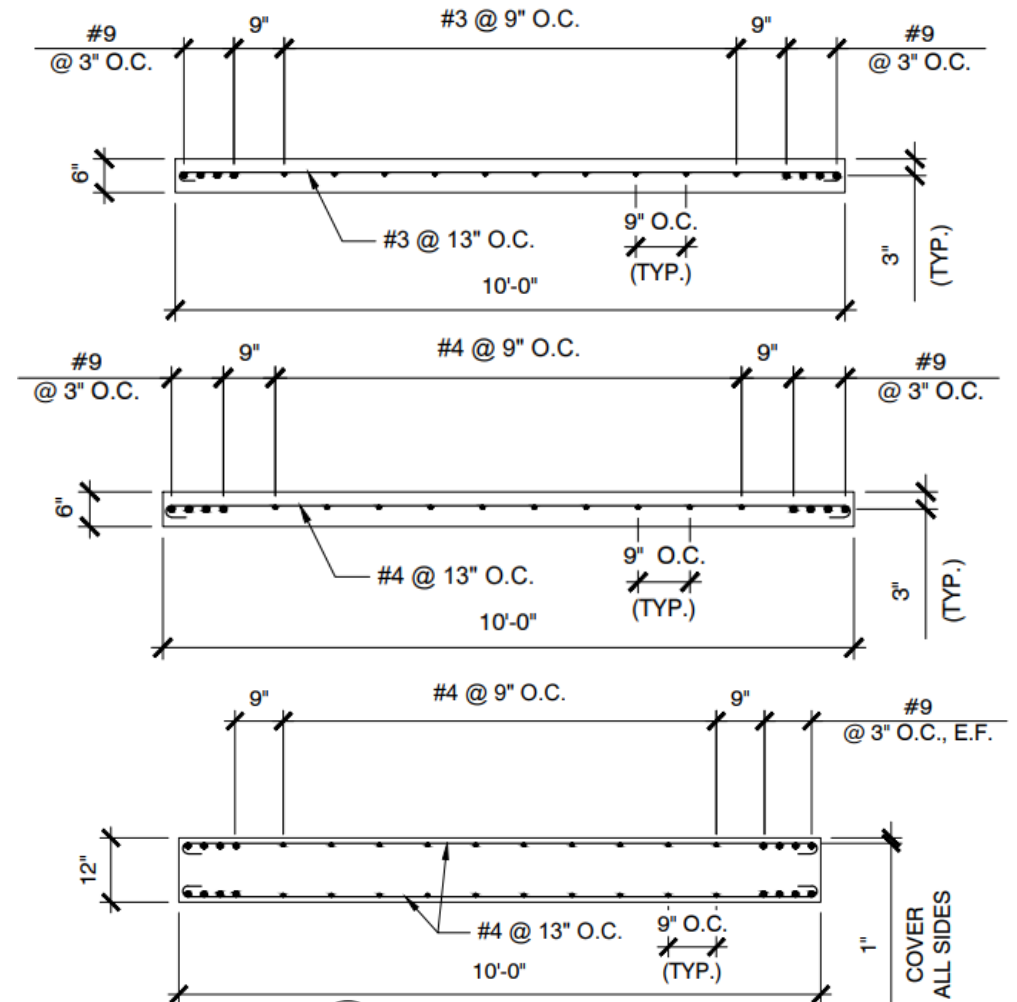 #3 @ 9" O.C.
#9
@ 3" O.C.
9"
9"
#9
@ 3" O.C.
6"
#3 @ 13" O.C.
9" O.C.
(TYP.)
3"
(TYP.)
10'-0"
#4 @ 9" O.C.
#9
@ 3" O.C.
9"
9"
#9
@ 3" O.C.
6"
#4 @ 13" O.C.
9" O.C.
(TYP.)
3"
(TYP.)
10'-0"
#4 @ 9" O.C.
9"
9"
#9
@ 3" O.C., E.F.
12"
#4 @ 13" O.C.
9" O.C.
(TYP.)
1"
COVER
ALL SIDES
10'-0"